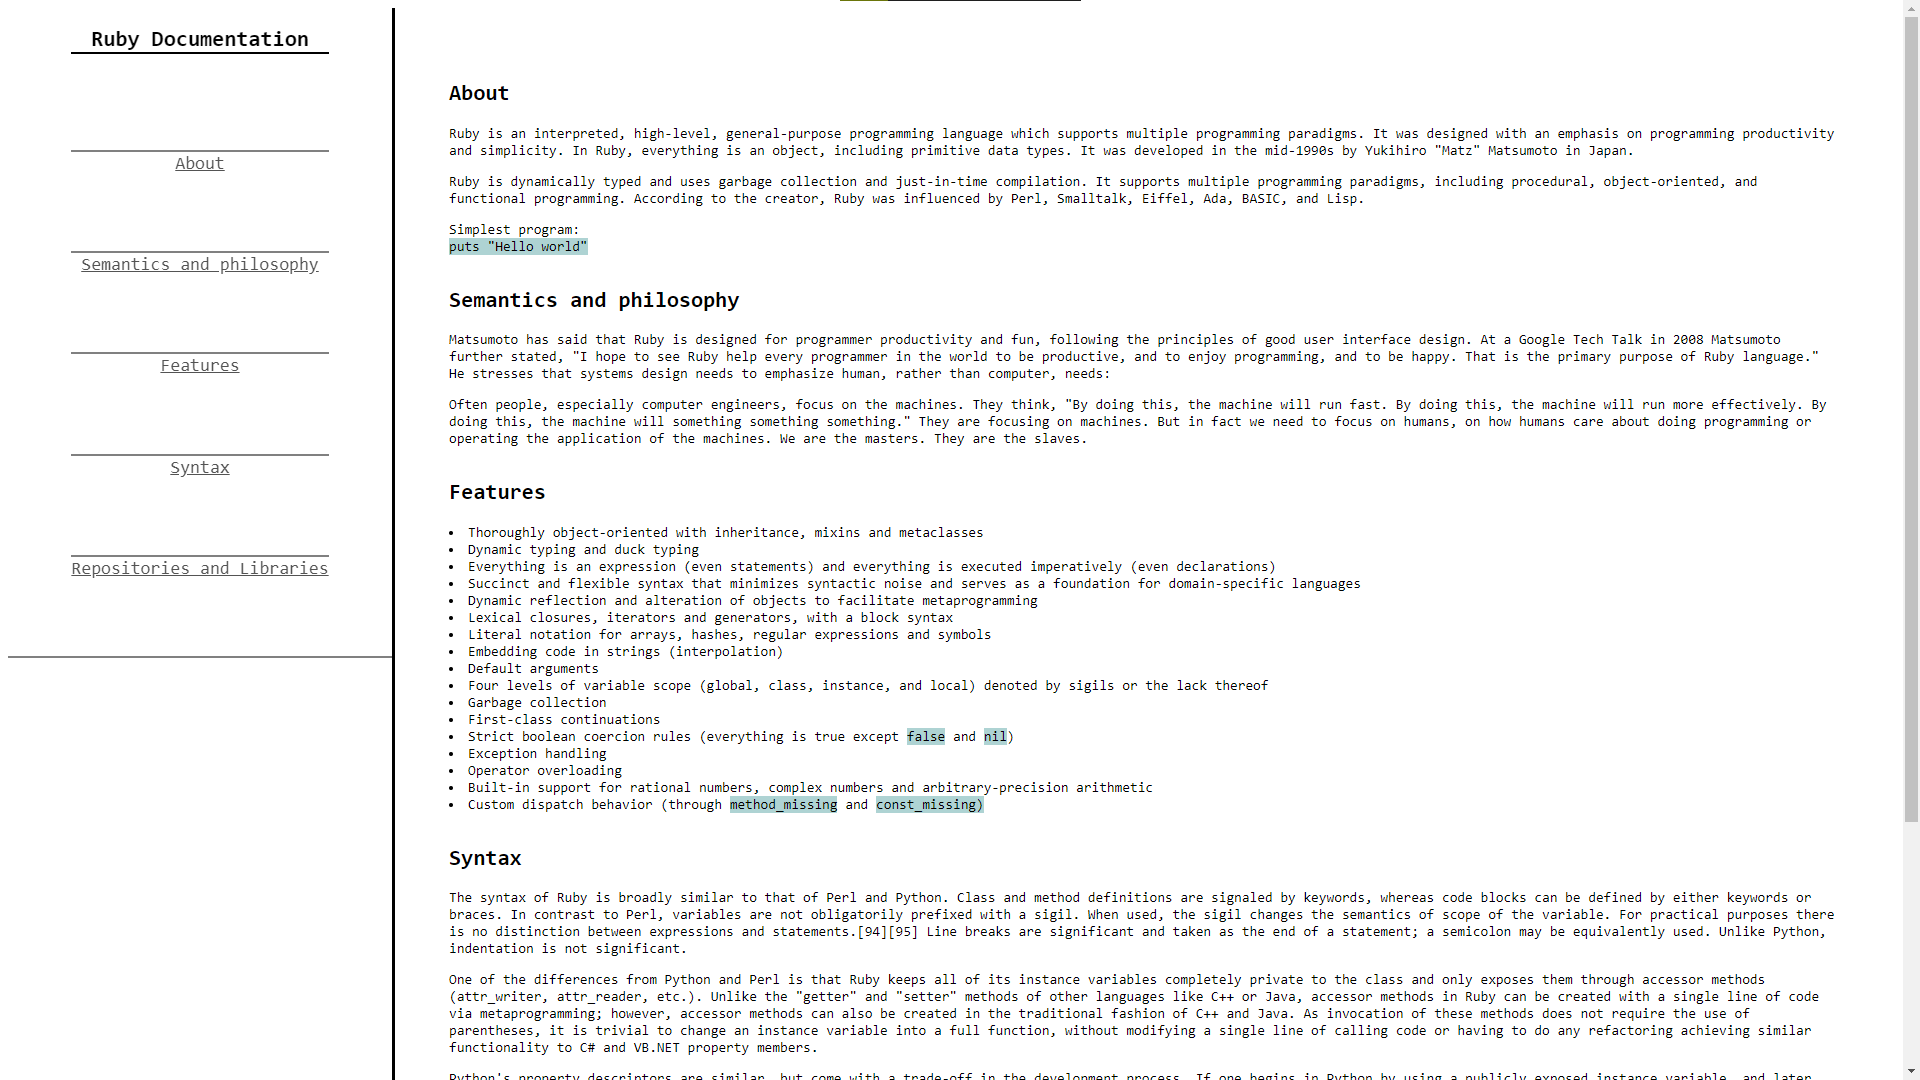 Ruby Documentation
About
Semantics and philosophy
Features
Syntax
Repositories and Libraries
About
Ruby is an interpreted, high-level, general-purpose programming language which supports multiple programming paradigms. It was designed with an emphasis on programming productivity
and simplicity. In Ruby, everything is an object, including primitive data types. It was developed in the mid-1990s by Yukihiro "Matz" Matsumoto in Japan.
Ruby is dynamically typed and uses garbage collection and just-in-time compilation. It supports multiple programming paradigms, including procedural, object-oriented, and
functional programming. According to the creator, Ruby was influenced by Perl, Smalltalk, Eiffel, Ada, BASIC, and Lisp.
Simplest program:
puts "Hello world"
Semantics and philosophy
Matsumoto has said that Ruby is designed for programmer productivity and fun, following the principles of good user interface design. At a Google Tech Talk in 2008 Matsumoto
further stated, "I hope to see Ruby help every programmer in the world to be productive, and to enjoy programming, and to be happy. That is the primary purpose of Ruby language."
He stresses that systems design needs to emphasize human, rather than computer, needs:
Often people, especially computer engineers, focus on the machines. They think, "By doing this, the machine will run fast. By doing this, the machine will run more effectively. By
doing this, the machine will something something something." They are focusing on machines. But in fact we need to focus on humans, on how humans care about doing programming or
operating the application of the machines. We are the masters. They are the slaves.
Features
• Thoroughly object-oriented with inheritance, mixins and metaclasses
• Dynamic typing and duck typing
• Everything is an expression (even statements) and everything is executed imperatively (even declarations)
• Succinct and flexible syntax that minimizes syntactic noise and serves as a foundation for domain-specific languages
• Dynamic reflection and alteration of objects to facilitate metaprogramming
• Lexical closures, iterators and generators, with a block syntax
• Literal notation for arrays, hashes, regular expressions and symbols
• Embedding code in strings (interpolation)
• Default arguments
• Four levels of variable scope (global, class, instance, and local) denoted by sigils or the lack thereof
• Garbage collection
• First-class continuations
• Strict boolean coercion rules (everything is true except false and nil)
• Exception handling
• Operator overloading
• Built-in support for rational numbers, complex numbers and arbitrary-precision arithmetic
• Custom dispatch behavior (through method_missing and const_missing)
Syntax
The syntax of Ruby is broadly similar to that of Perl and Python. Class and method definitions are signaled by keywords, whereas code blocks can be defined by either keywords or
braces. In contrast to Perl, variables are not obligatorily prefixed with a sigil. When used, the sigil changes the semantics of scope of the variable. For practical purposes there
is no distinction between expressions and statements.[94][95] Line breaks are significant and taken as the end of a statement; a semicolon may be equivalently used. Unlike Python,
indentation is not significant.
One of the differences from Python and Perl is that Ruby keeps all of its instance variables completely private to the class and only exposes them through accessor methods
(attr_writer, attr_reader, etc.). Unlike the "getter" and "setter" methods of other languages like C++ or Java, accessor methods in Ruby can be created with a single line of code
via metaprogramming; however, accessor methods can also be created in the traditional fashion of C++ and Java. As invocation of these methods does not require the use of
parentheses, it is trivial to change an instance variable into a full function, without modifying a single line of calling code or having to do any refactoring achieving similar
functionality to C# and VB.NET property members.
Python's property descriptors are similar, but come with a trade-off in the development process. If one begins in Python by using a publicly exposed instance variable, and later